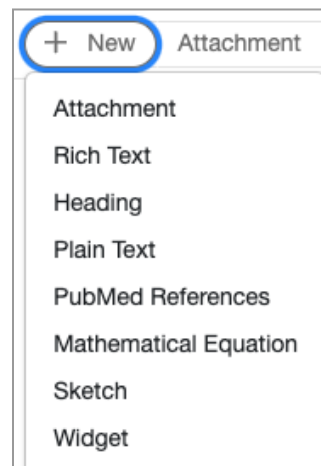 + New Attachment
Attachment
Rich Text
Heading
Plain Text
PubMed References
Mathematical Equation
Sketch
Widget